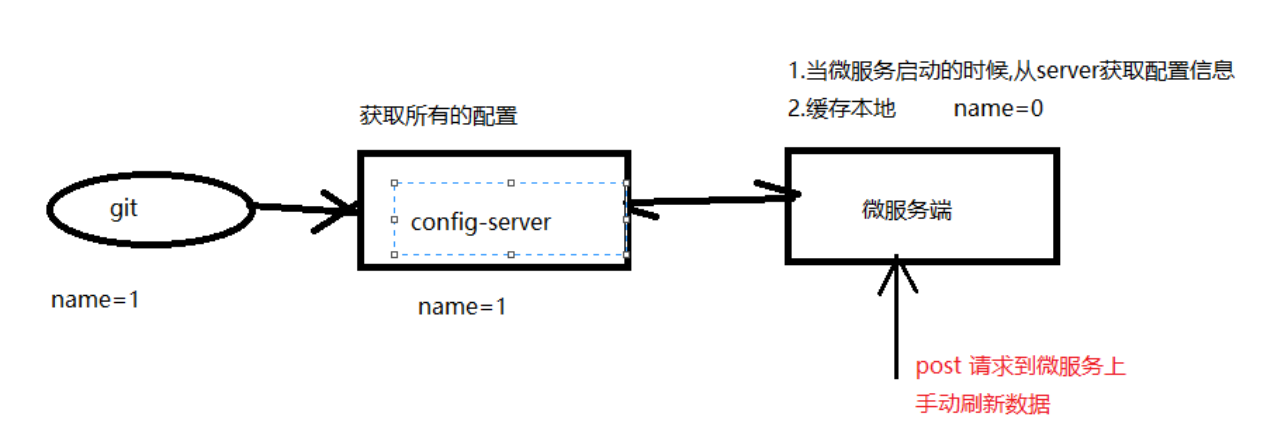 1.当微服务启动的时候,从server获取配置信息
2.缓存本地 name=0
获取所有的配置
git
config-server
微服务端
name=1
name=1
post 请求到微服务上
手动刷新数据